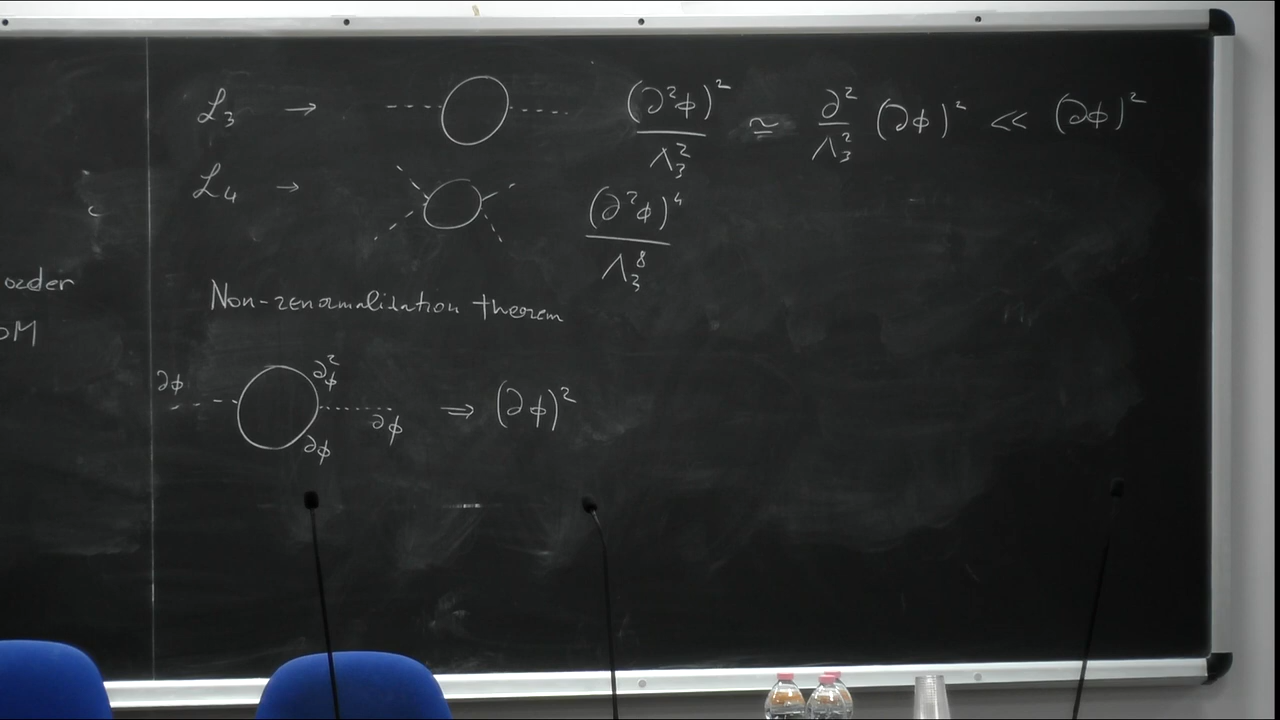 order
OM
ℒ₃ → (∂²φ)²/Λ₃² ≃ ∂²/Λ₃² (∂φ)² << (∂φ)²
ℒ₄ → (∂²φ)⁴/Λ₃⁸
Non-renormalization theorem
∂φ ∂²φ ∂φ ∂φ ⇒ (∂φ)²